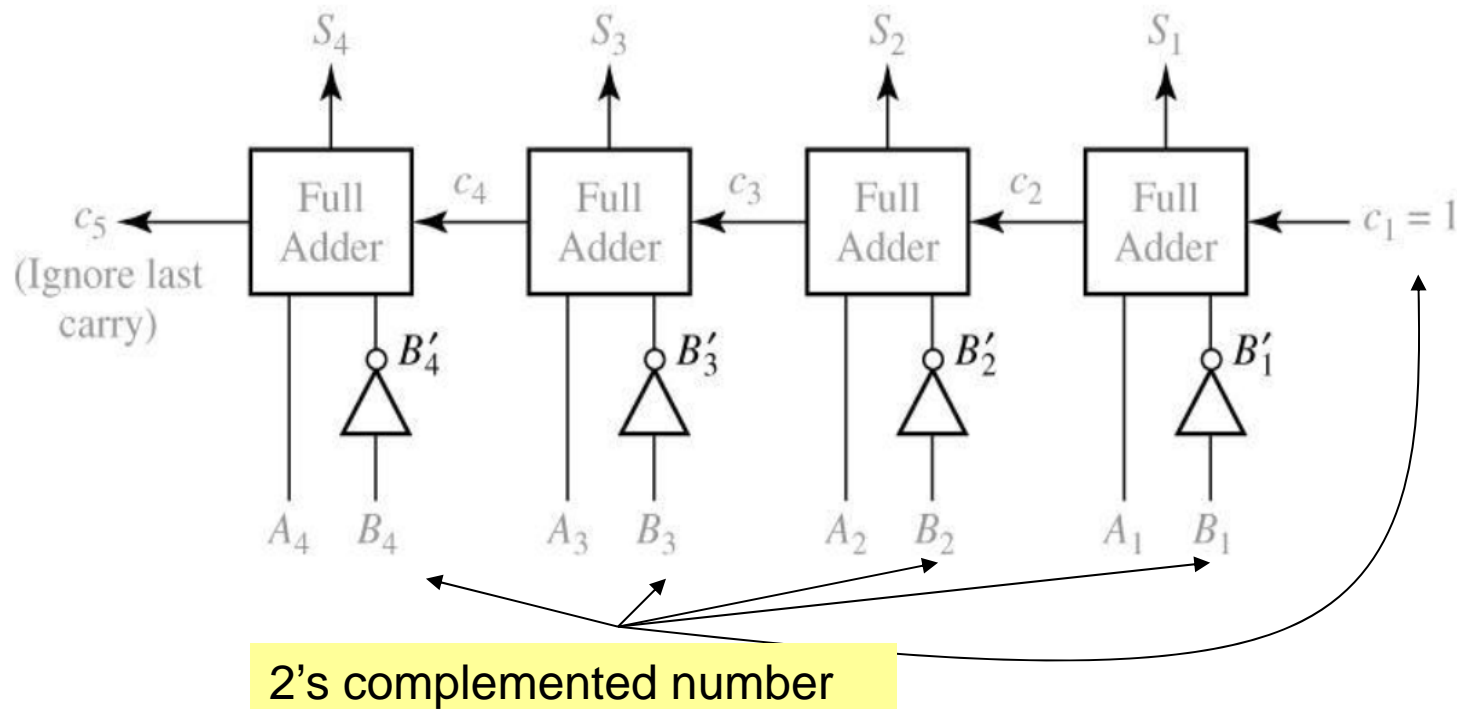 S₄ S₃ S₂ S₁
Full Adder
Full Adder
Full Adder
Full Adder
c₅ c₄ c₃ c₂ c₁ = 1
(Ignore last
carry)
B′₄ B′₃ B′₂ B′₁
A₄ B₄ A₃ B₃ A₂ B₂ A₁ B₁
2’s complemented number